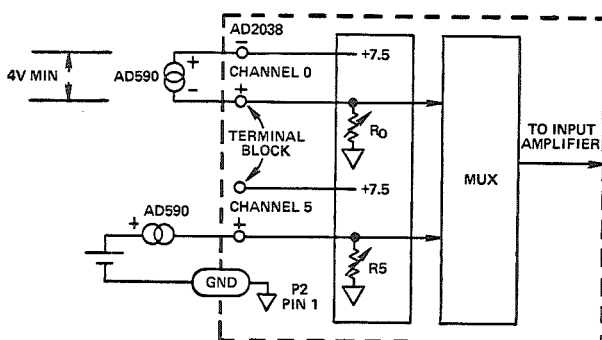 AD2038
−
+7.5
4V MIN
AD590
+
−
CHANNEL 0
+
TERMINAL
BLOCK
R0
TO INPUT
AMPLIFIER
MUX
+7.5
CHANNEL 5
AD590
+
+
R5
GND
P2
PIN 1